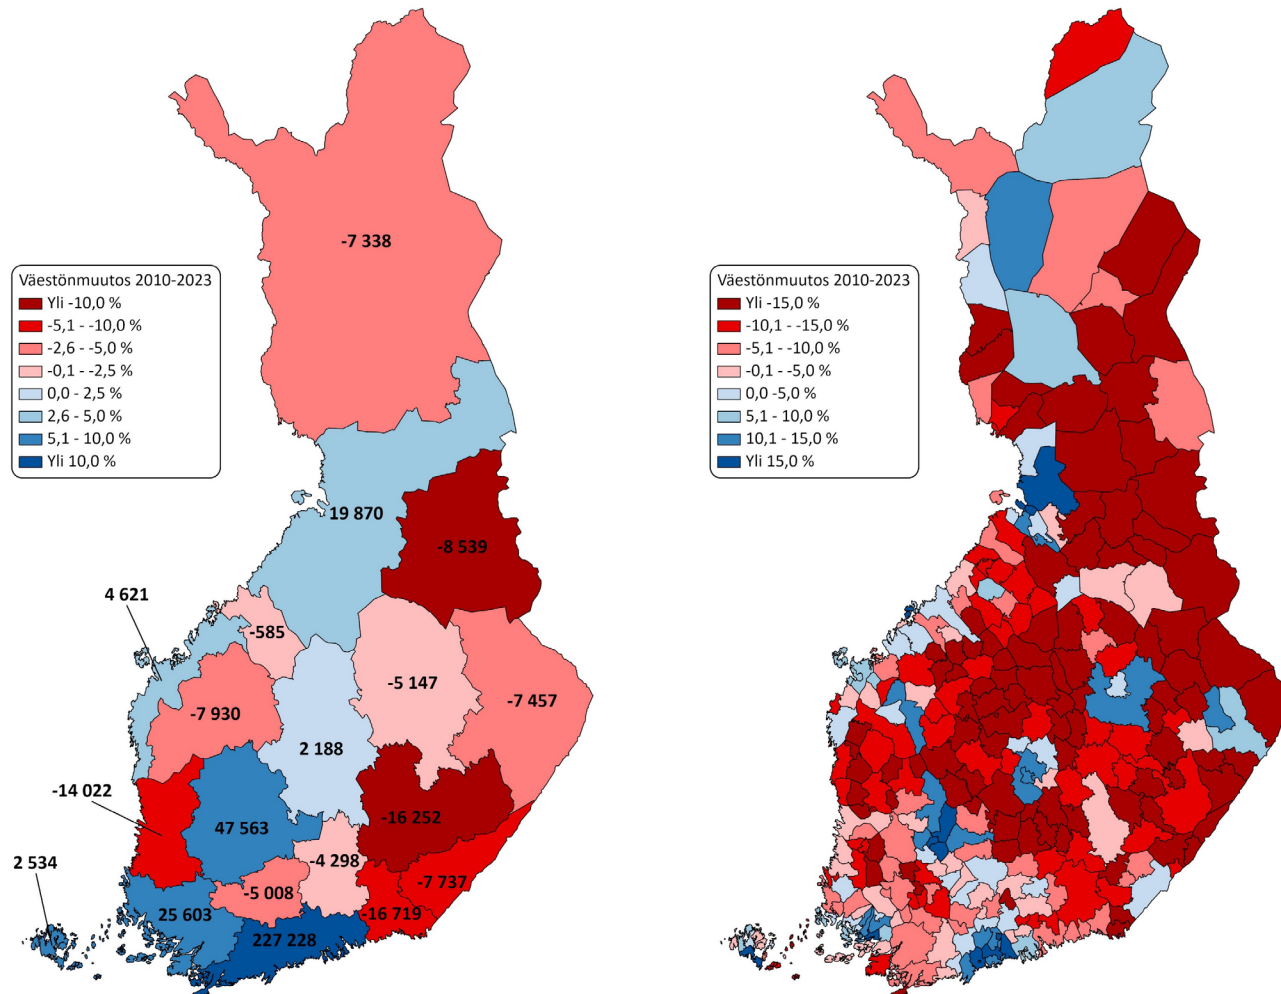 -7 338
Väestönmuutos 2010-2023
Yli -10,0 %
-5,1 - -10,0 %
-2,6 - -5,0 %
-0,1 - -2,5 %
0,0 - 2,5 %
2,6 - 5,0 %
5,1 - 10,0 %
Yli 10,0 %
19 870
-8 539
4 621
-585
-5 147
-7 457
-7 930
2 188
-14 022
47 563
-16 252
2 534
-4 298
-7 737
-5 008
25 603
-16 719
227 228
Väestönmuutos 2010-2023
Yli -15,0 %
-10,1 - -15,0 %
-5,1 - -10,0 %
-0,1 - -5,0 %
0,0 -5,0 %
5,1 - 10,0 %
10,1 - 15,0 %
Yli 15,0 %